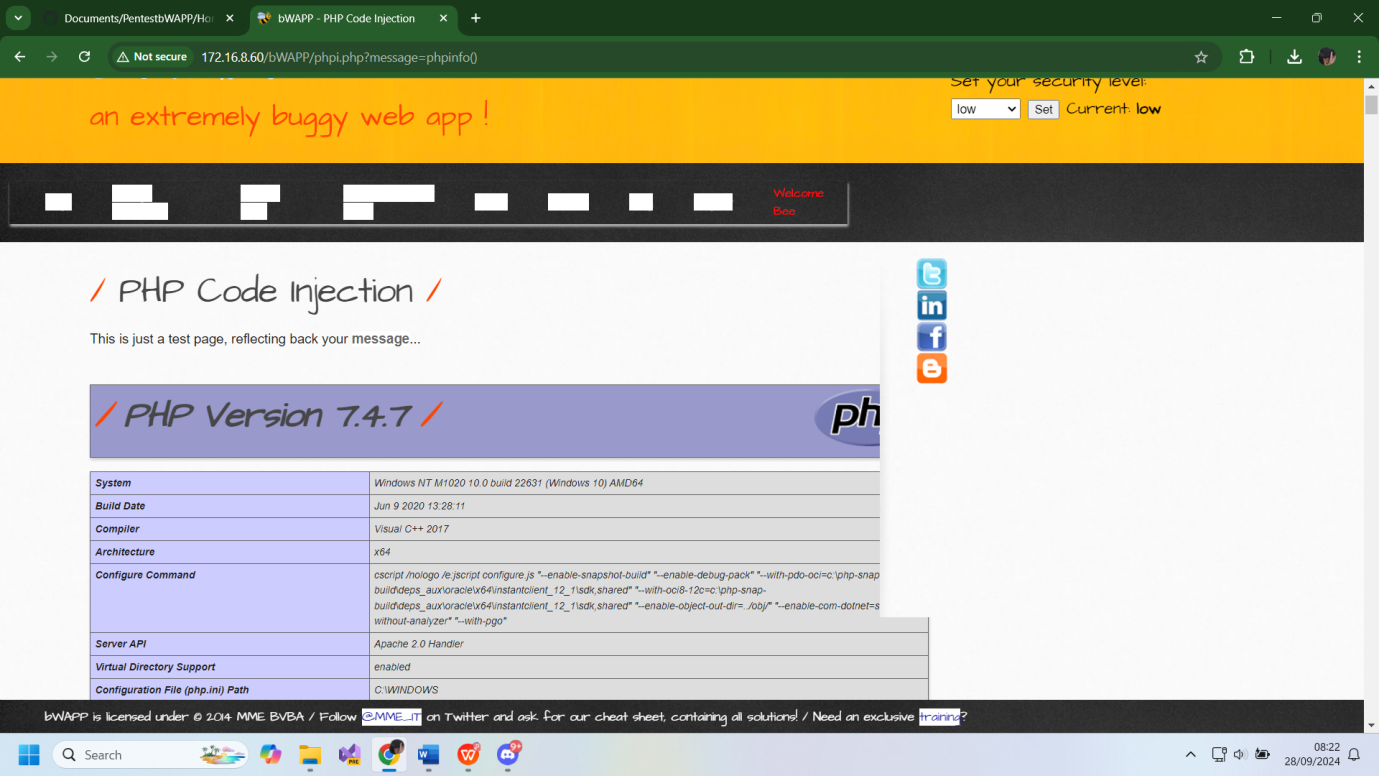 Documents/PentestbWAPP/Hor
bWAPP - PHP Code Injection
Not secure
172.16.8.60/bWAPP/phpi.php?message=phpinfo()
Set your security level:
an extremely buggy web app !
low Set Current: low
Welcome
Bee
/ PHP Code Injection /
This is just a test page, reflecting back your message...
/ PHP Version 7.4.7 /
php
System Windows NT M1020 10.0 build 22631 (Windows 10) AMD64
Build Date Jun 9 2020 13:28:11
Compiler Visual C++ 2017
Architecture x64
Configure Command cscript /nologo /e:jscript configure.js "--enable-snapshot-build" "--enable-debug-pack" "--with-pdo-oci=c:\php-snap
build\deps_aux\oracle\x64\instantclient_12_1\sdk,shared" "--with-oci8-12c=c:\php-snap-
build\deps_aux\oracle\x64\instantclient_12_1\sdk,shared" "--enable-object-out-dir=../obj/" "--enable-com-dotnet=s
without-analyzer" "--with-pgo"
Server API Apache 2.0 Handler
Virtual Directory Support enabled
Configuration File (php.ini) Path C:\WINDOWS
bWAPP is licensed under © 2014 MME BVBA / Follow @MME_IT on Twitter and ask for our cheat sheet, containing all solutions! / Need an exclusive training?
Search
9+
08:22
28/09/2024